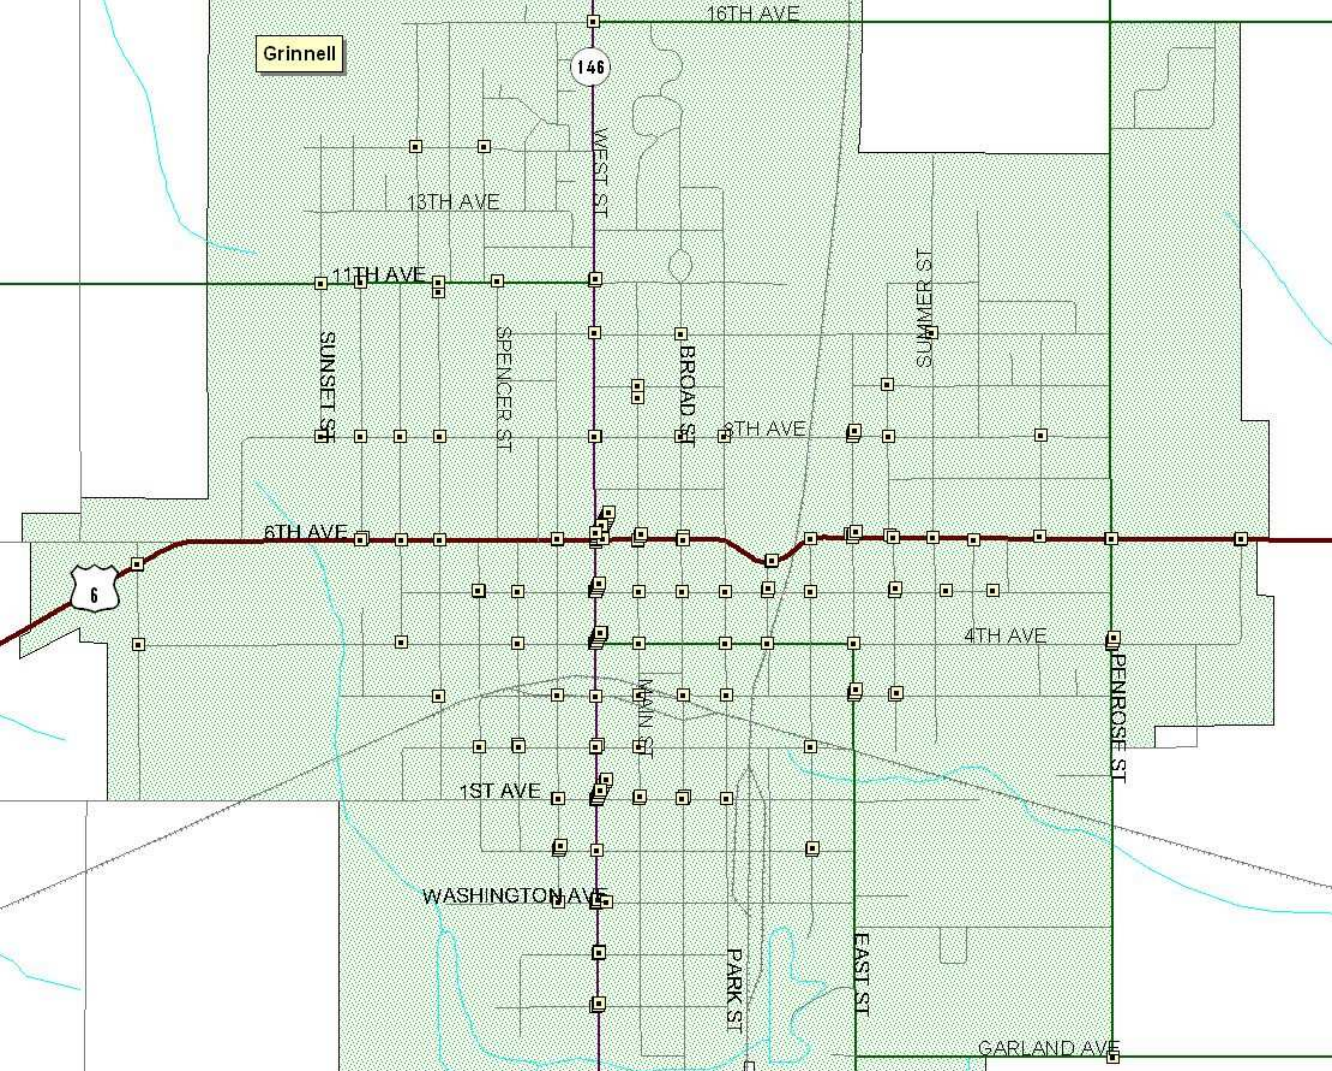 16TH AVE
Grinnell
146
WEST ST
13TH AVE
11TH AVE
SUMMER ST
SUNSET ST
SPENCER ST
BROAD ST
8TH AVE
6TH AVE
6
4TH AVE
MAIN ST
PENROSE ST
1ST AVE
WASHINGTON AVE
PARK ST
EAST ST
GARLAND AVE